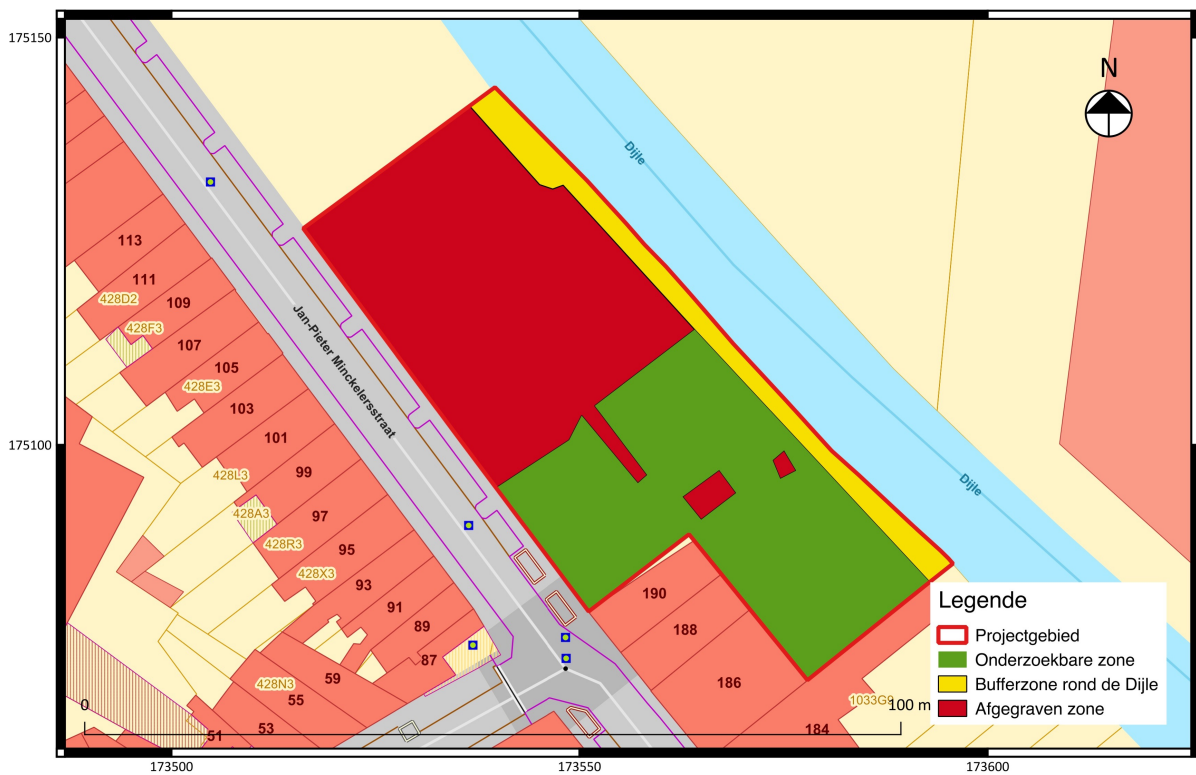 175150
N
Dijle
113
111
428D2
109
428F3
107
Jan-Pieter Minckelersstraat
105
428E3
103
101
175100
99
428L3
Dijle
97
428A3
95
428R3
428X3
93
190
91
188
89
87
59
186
428N3
55
1033G9
53
184
51
0
100 m
Legende
Projectgebied
Onderzoekbare zone
Bufferzone rond de Dijle
Afgegraven zone
173500
173550
173600